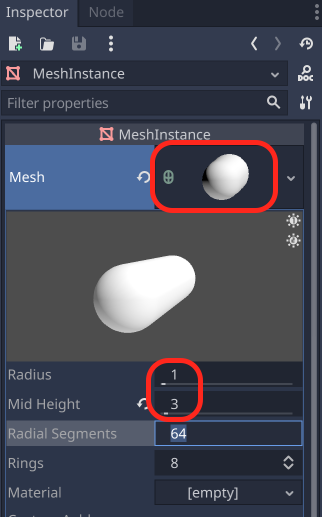 Inspector Node
MeshInstance
DOC
Filter properties
MeshInstance
Mesh
Radius 1
Mid Height 3
Radial Segments 64
Rings 8
Material [empty]